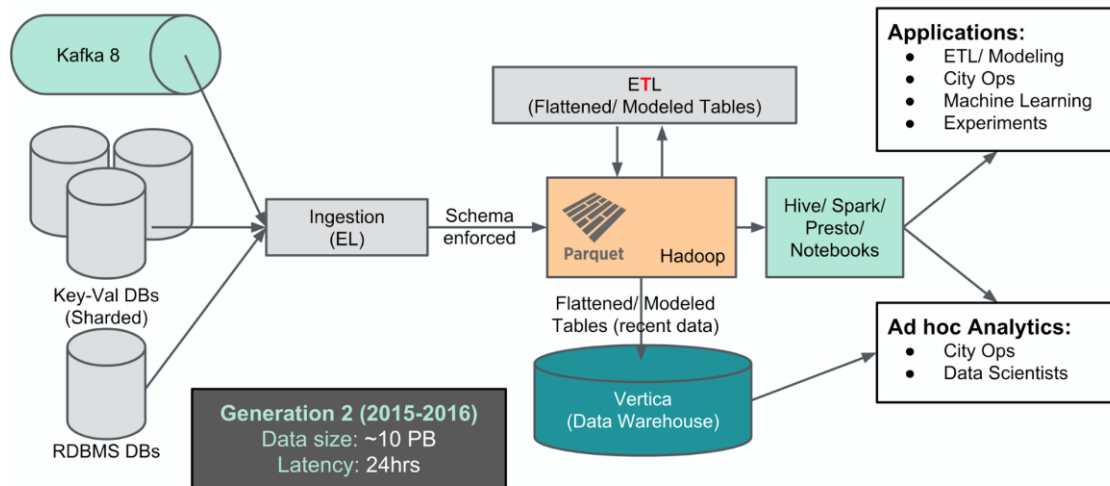 Kafka 8
Key-Val DBs
(Sharded)
RDBMS DBs
Ingestion
(EL)
Schema
enforced
ETL
(Flattened/ Modeled Tables)
Parquet
Hadoop
Flattened/ Modeled
Tables (recent data)
Vertica
(Data Warehouse)
Hive/ Spark/
Presto/
Notebooks
Applications:
● ETL/ Modeling
● City Ops
● Machine Learning
● Experiments
Ad hoc Analytics:
● City Ops
● Data Scientists
Generation 2 (2015-2016)
Data size: ~10 PB
Latency: 24hrs